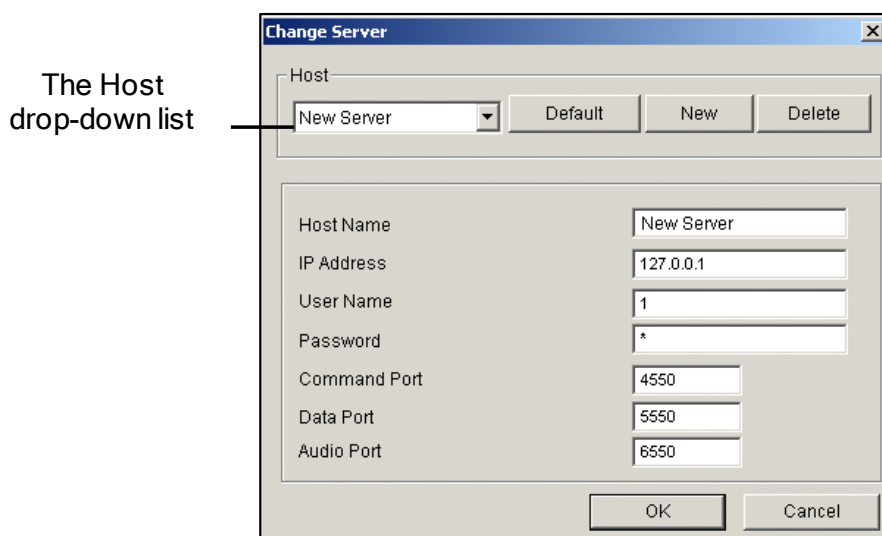 Change Server
The Host
drop-down list
Host
New Server Default New Delete
Host Name New Server
IP Address 127.0.0.1
User Name 1
Password *
Command Port 4550
Data Port 5550
Audio Port 6550
OK Cancel